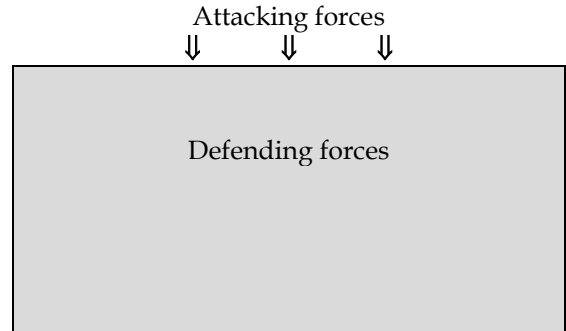 Attacking forces
⇓ ⇓ ⇓
Defending forces